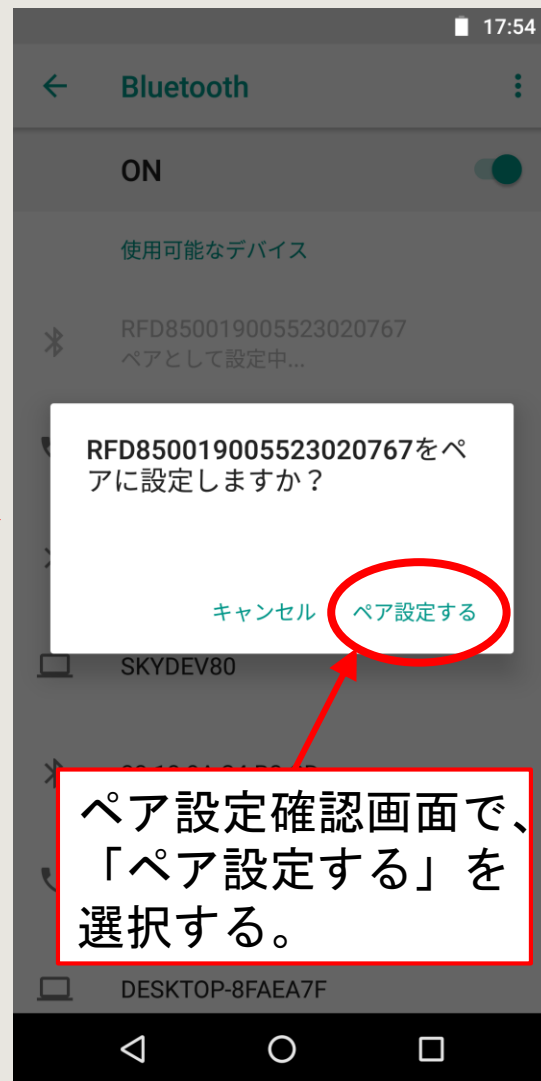 17:54
Bluetooth
ON
使用可能なデバイス
RFD850019005523020767
ペアとして設定中...
RFD850019005523020767をペ
アに設定しますか？
キャンセル ペア設定する
SKYDEV80
ペア設定確認画面で、
「ペア設定する」を
選択する。
DESKTOP-8FAEA7F